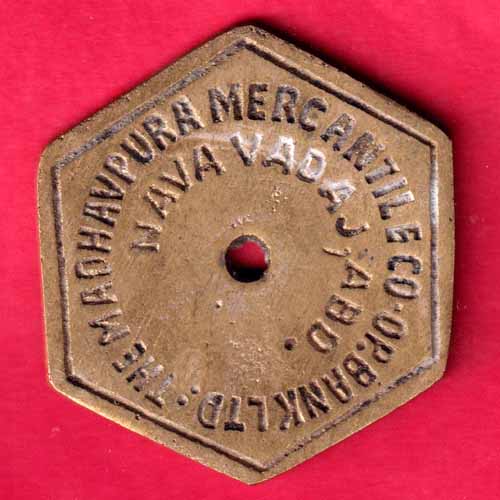 THE MADHAVPURA MERCANTILE CO-OP. BANK LTD.
NAVA VADAJ, ABD.